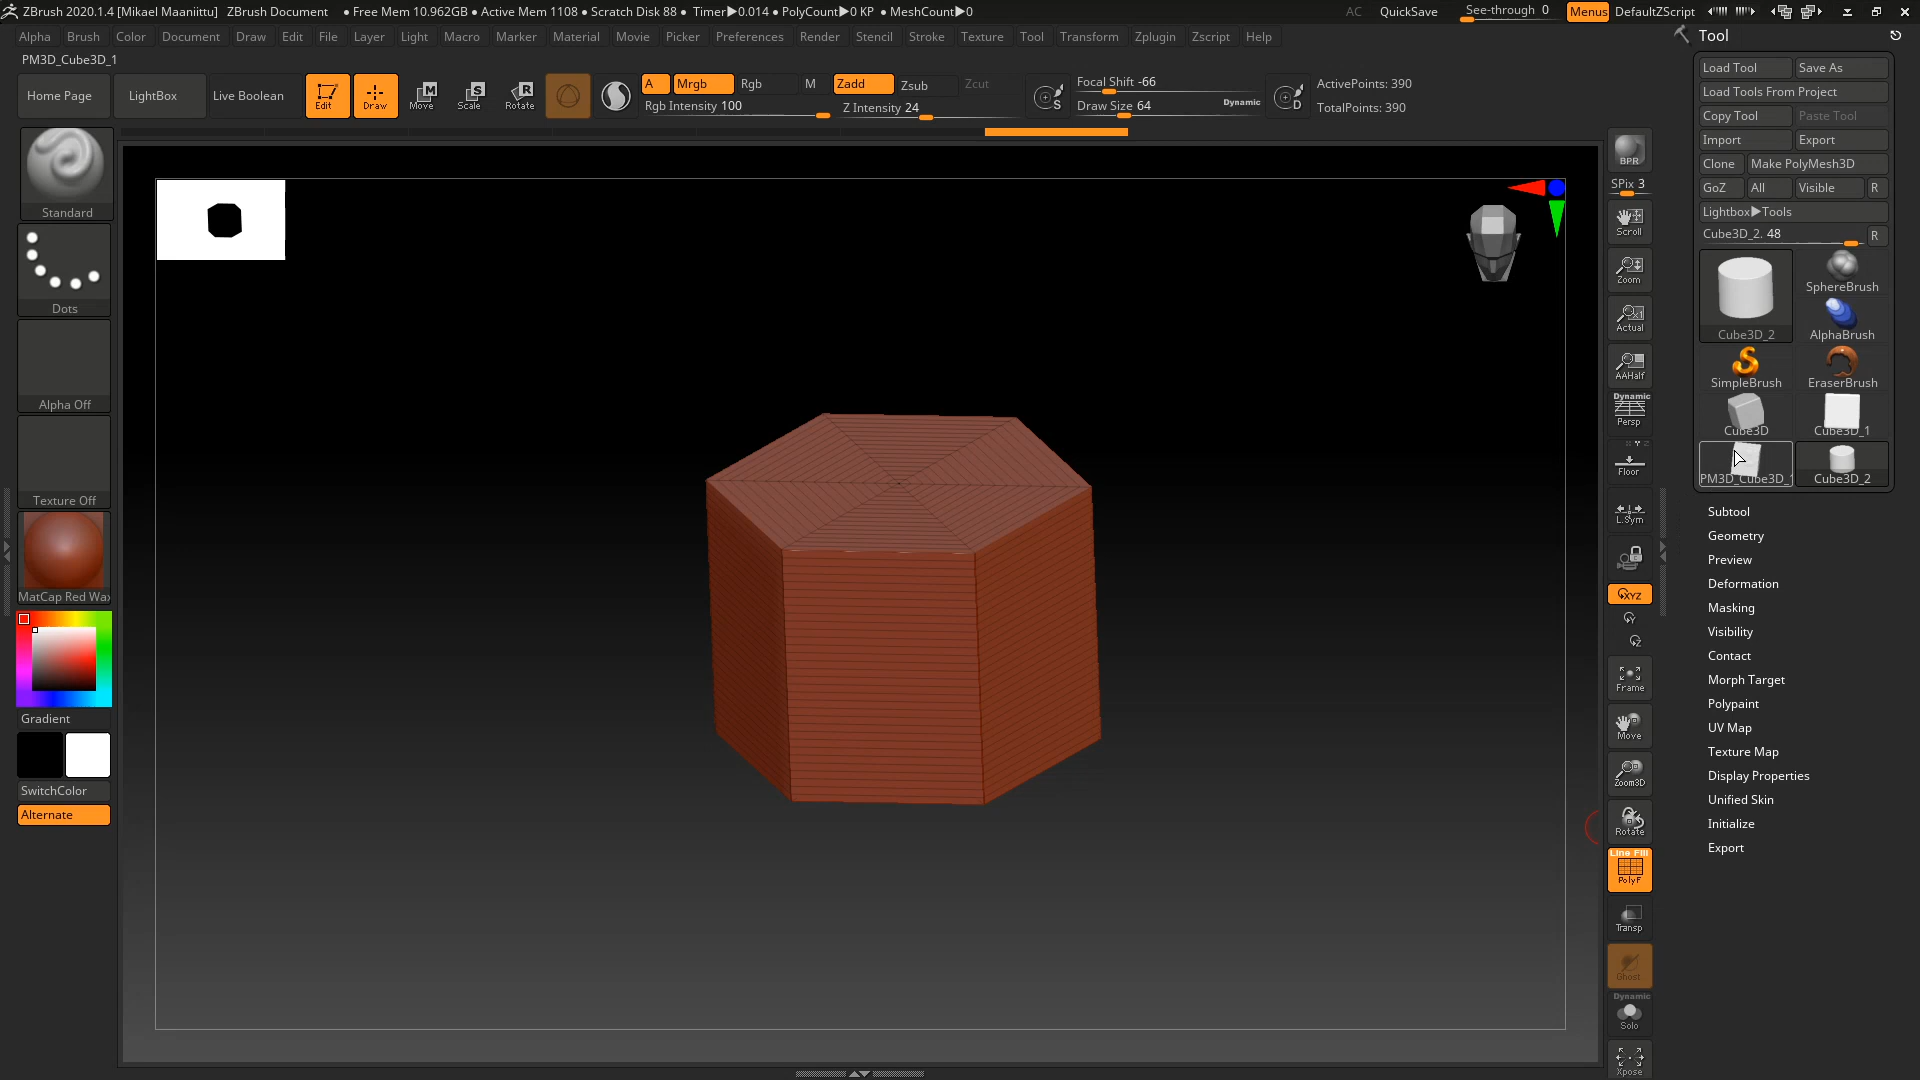 ZBrush 2020.1.4 [Mikael Maaniittu] ZBrush Document ● Free Mem 10.962GB ● Active Mem 1108 ● Scratch Disk 88 ● Timer▶0.014 ● PolyCount▶0 KP ● MeshCount▶0 AC QuickSave See-through 0 Menus DefaultZScript
Alpha Brush Color Document Draw Edit File Layer Light Macro Marker Material Movie Picker Preferences Render Stencil Stroke Texture Tool Transform Zplugin Zscript Help
PM3D_Cube3D_1
Home Page LightBox Live Boolean Edit Draw Move Scale Rotate
A Mrgb Rgb M Zadd Zsub Zcut
Rgb Intensity 100 Z Intensity 24
Focal Shift -66
Draw Size 64 Dynamic
ActivePoints: 390
TotalPoints: 390
Standard
Dots
Alpha Off
Texture Off
MatCap Red Wax
Gradient
SwitchColor
Alternate
BPR
SPix 3
Scroll
Zoom
Actual
AAHalf
Dynamic
Persp
Floor
L.Sym
XYZ
Frame
Move
Zoom3D
Rotate
Line Fill
PolyF
Transp
Ghost
Dynamic
Solo
Xpose
Tool
Load Tool Save As
Load Tools From Project
Copy Tool Paste Tool
Import Export
Clone Make PolyMesh3D
GoZ All Visible R
Lightbox▶Tools
Cube3D_2. 48 R
Cube3D_2 SphereBrush
AlphaBrush
SimpleBrush EraserBrush
Cube3D Cube3D_1
PM3D_Cube3D_1 Cube3D_2
Subtool
Geometry
Preview
Deformation
Masking
Visibility
Contact
Morph Target
Polypaint
UV Map
Texture Map
Display Properties
Unified Skin
Initialize
Export